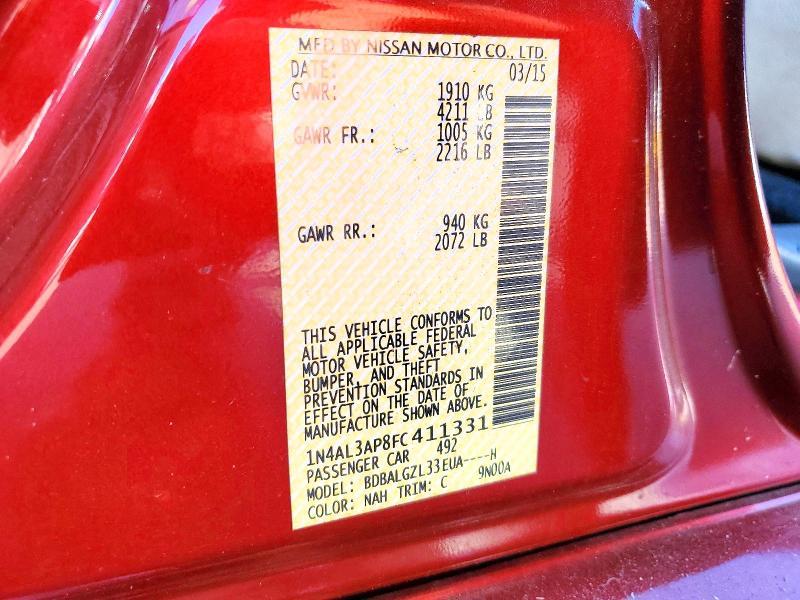 MFD BY NISSAN MOTOR CO., LTD.
DATE: 03/15
GVWR: 1910 KG
4211 LB
GAWR FR.: 1005 KG
2216 LB
GAWR RR.: 940 KG
2072 LB
THIS VEHICLE CONFORMS TO
ALL APPLICABLE FEDERAL
MOTOR VEHICLE SAFETY,
BUMPER, AND THEFT
PREVENTION STANDARDS IN
EFFECT ON THE DATE OF
MANUFACTURE SHOWN ABOVE.
1N4AL3AP8FC411331
PASSENGER CAR 492
MODEL: BDBALGZL33EUA----H
COLOR: NAH TRIM: C 9N00A